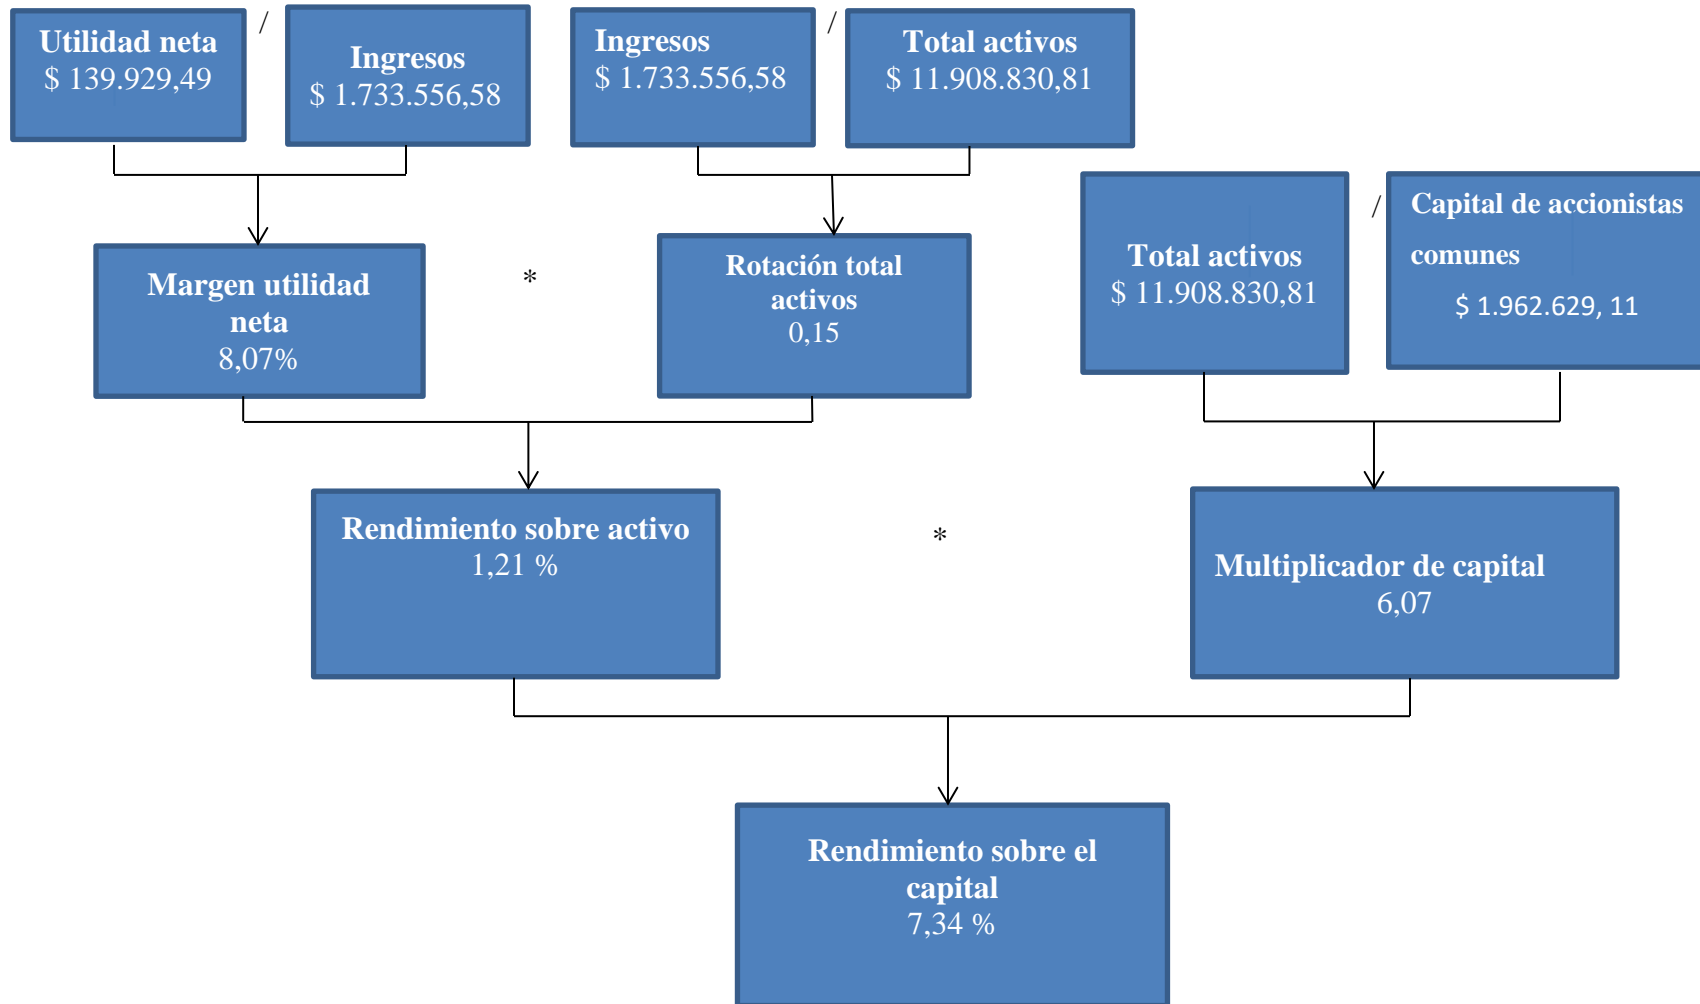 Utilidad neta
$ 139.929,49
/
Ingresos
$ 1.733.556,58
Ingresos
$ 1.733.556,58
/
Total activos
$ 11.908.830,81
Margen utilidad
neta
8,07%
*
Rotación total
activos
0,15
Total activos
$ 11.908.830,81
/
Capital de accionistas
comunes
$ 1.962.629, 11
Rendimiento sobre activo
1,21 %
*
Multiplicador de capital
6,07
Rendimiento sobre el
capital
7,34 %